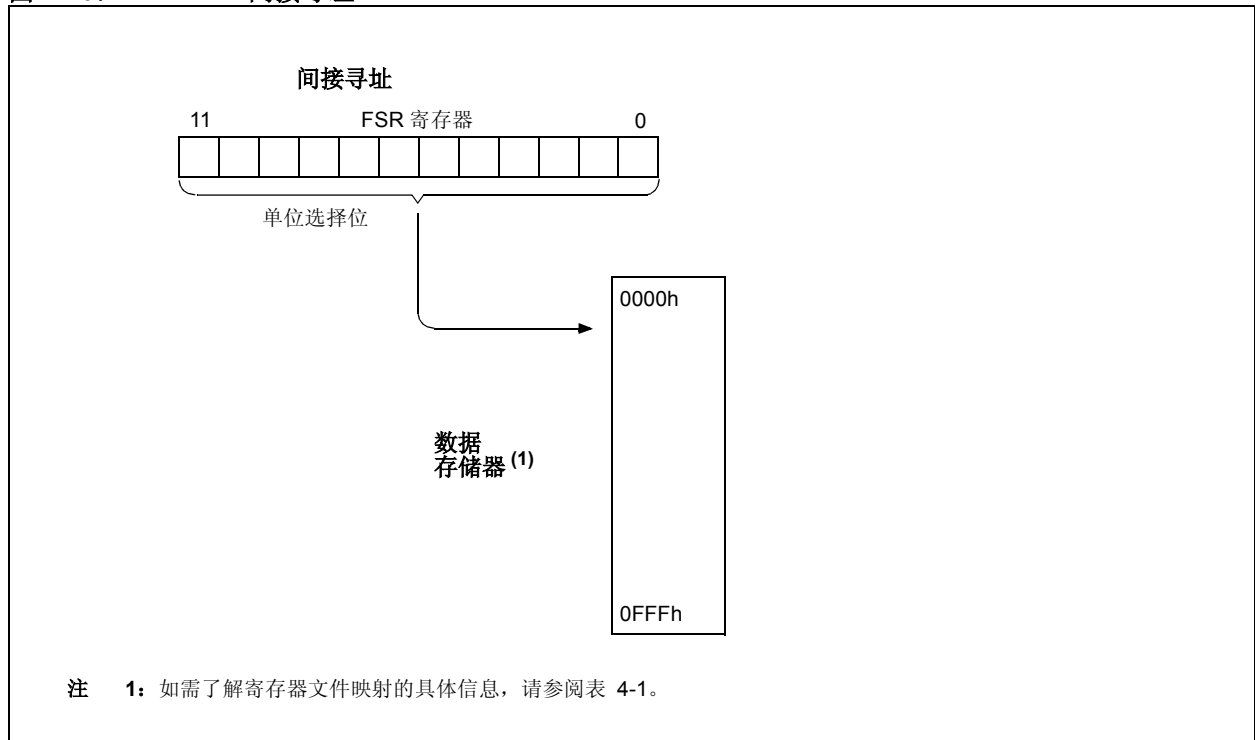 间接寻址
11 FSR 寄存器 0
单位选择位
0000h
数据
存储器 (1)
0FFFh
注 1: 如需了解寄存器文件映射的具体信息，请参阅表 4-1。